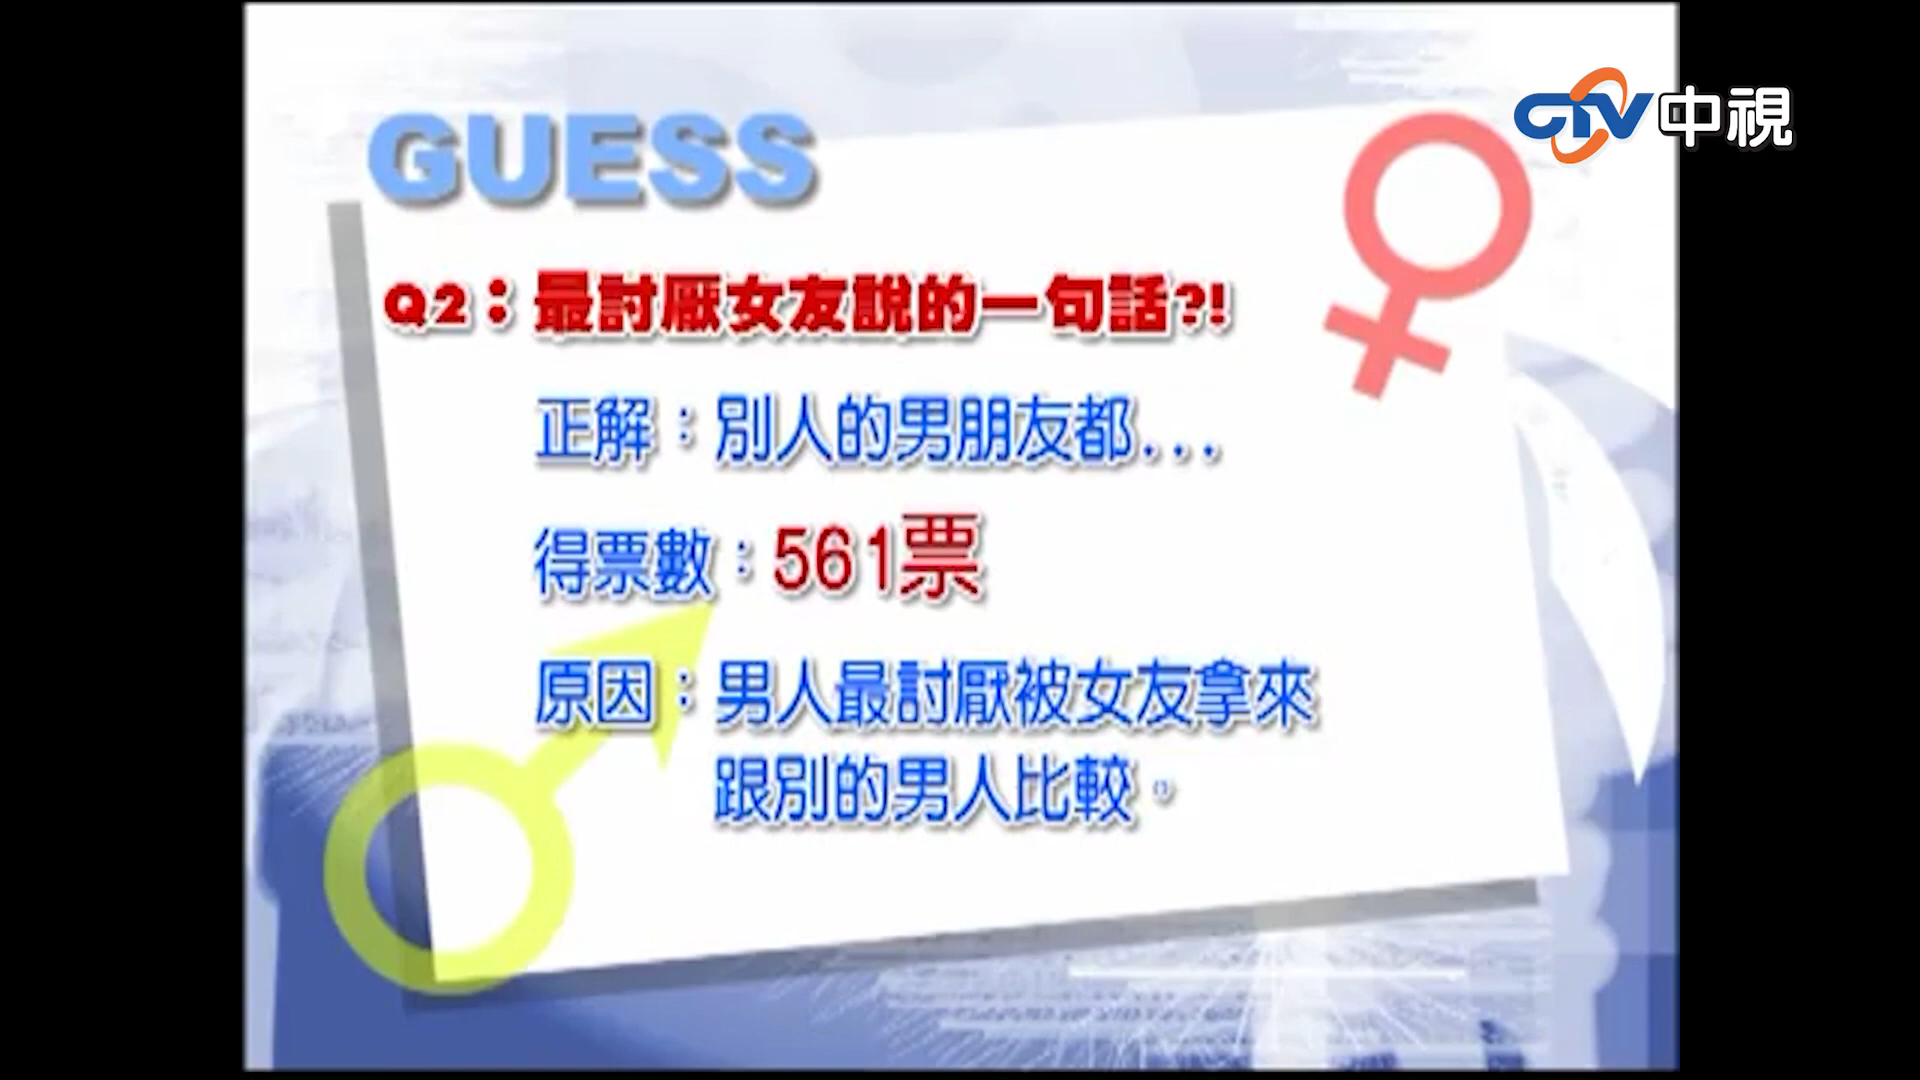 CTV中視
GUESS
Q2：最討厭女友說的一句話?!
正解：別人的男朋友都...
得票數：561票
原因：男人最討厭被女友拿來
跟別的男人比較。